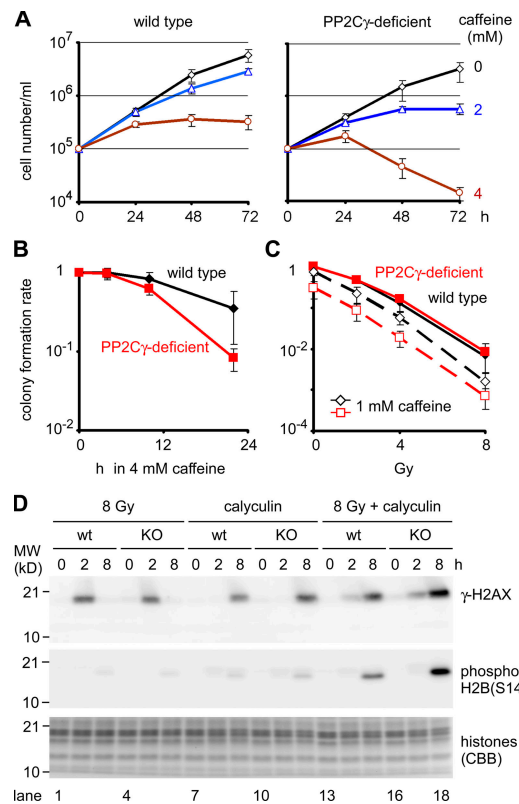 A
wild type
PP2Cγ-deficient
caffeine
(mM)
cell number/ml
10^7
10^6
10^5
10^4
0
2
4
0 24 48 72
0 24 48 72 h
B
colony formation rate
1
10^-1
10^-2
wild type
PP2Cγ-deficient
0 12 24
h in 4 mM caffeine
C
1
10^-2
10^-4
PP2Cγ-deficient
wild type
1 mM caffeine
0 4 8
Gy
D
8 Gy calyculin 8 Gy + calyculin
wt KO wt KO wt KO
MW
(kD)
0 2 8 0 2 8 0 2 8 0 2 8 0 2 8 0 2 8 h
21
10
γ-H2AX
21
10
phospho
H2B(S14
21
10
histones
(CBB)
lane 1 4 7 10 13 16 18